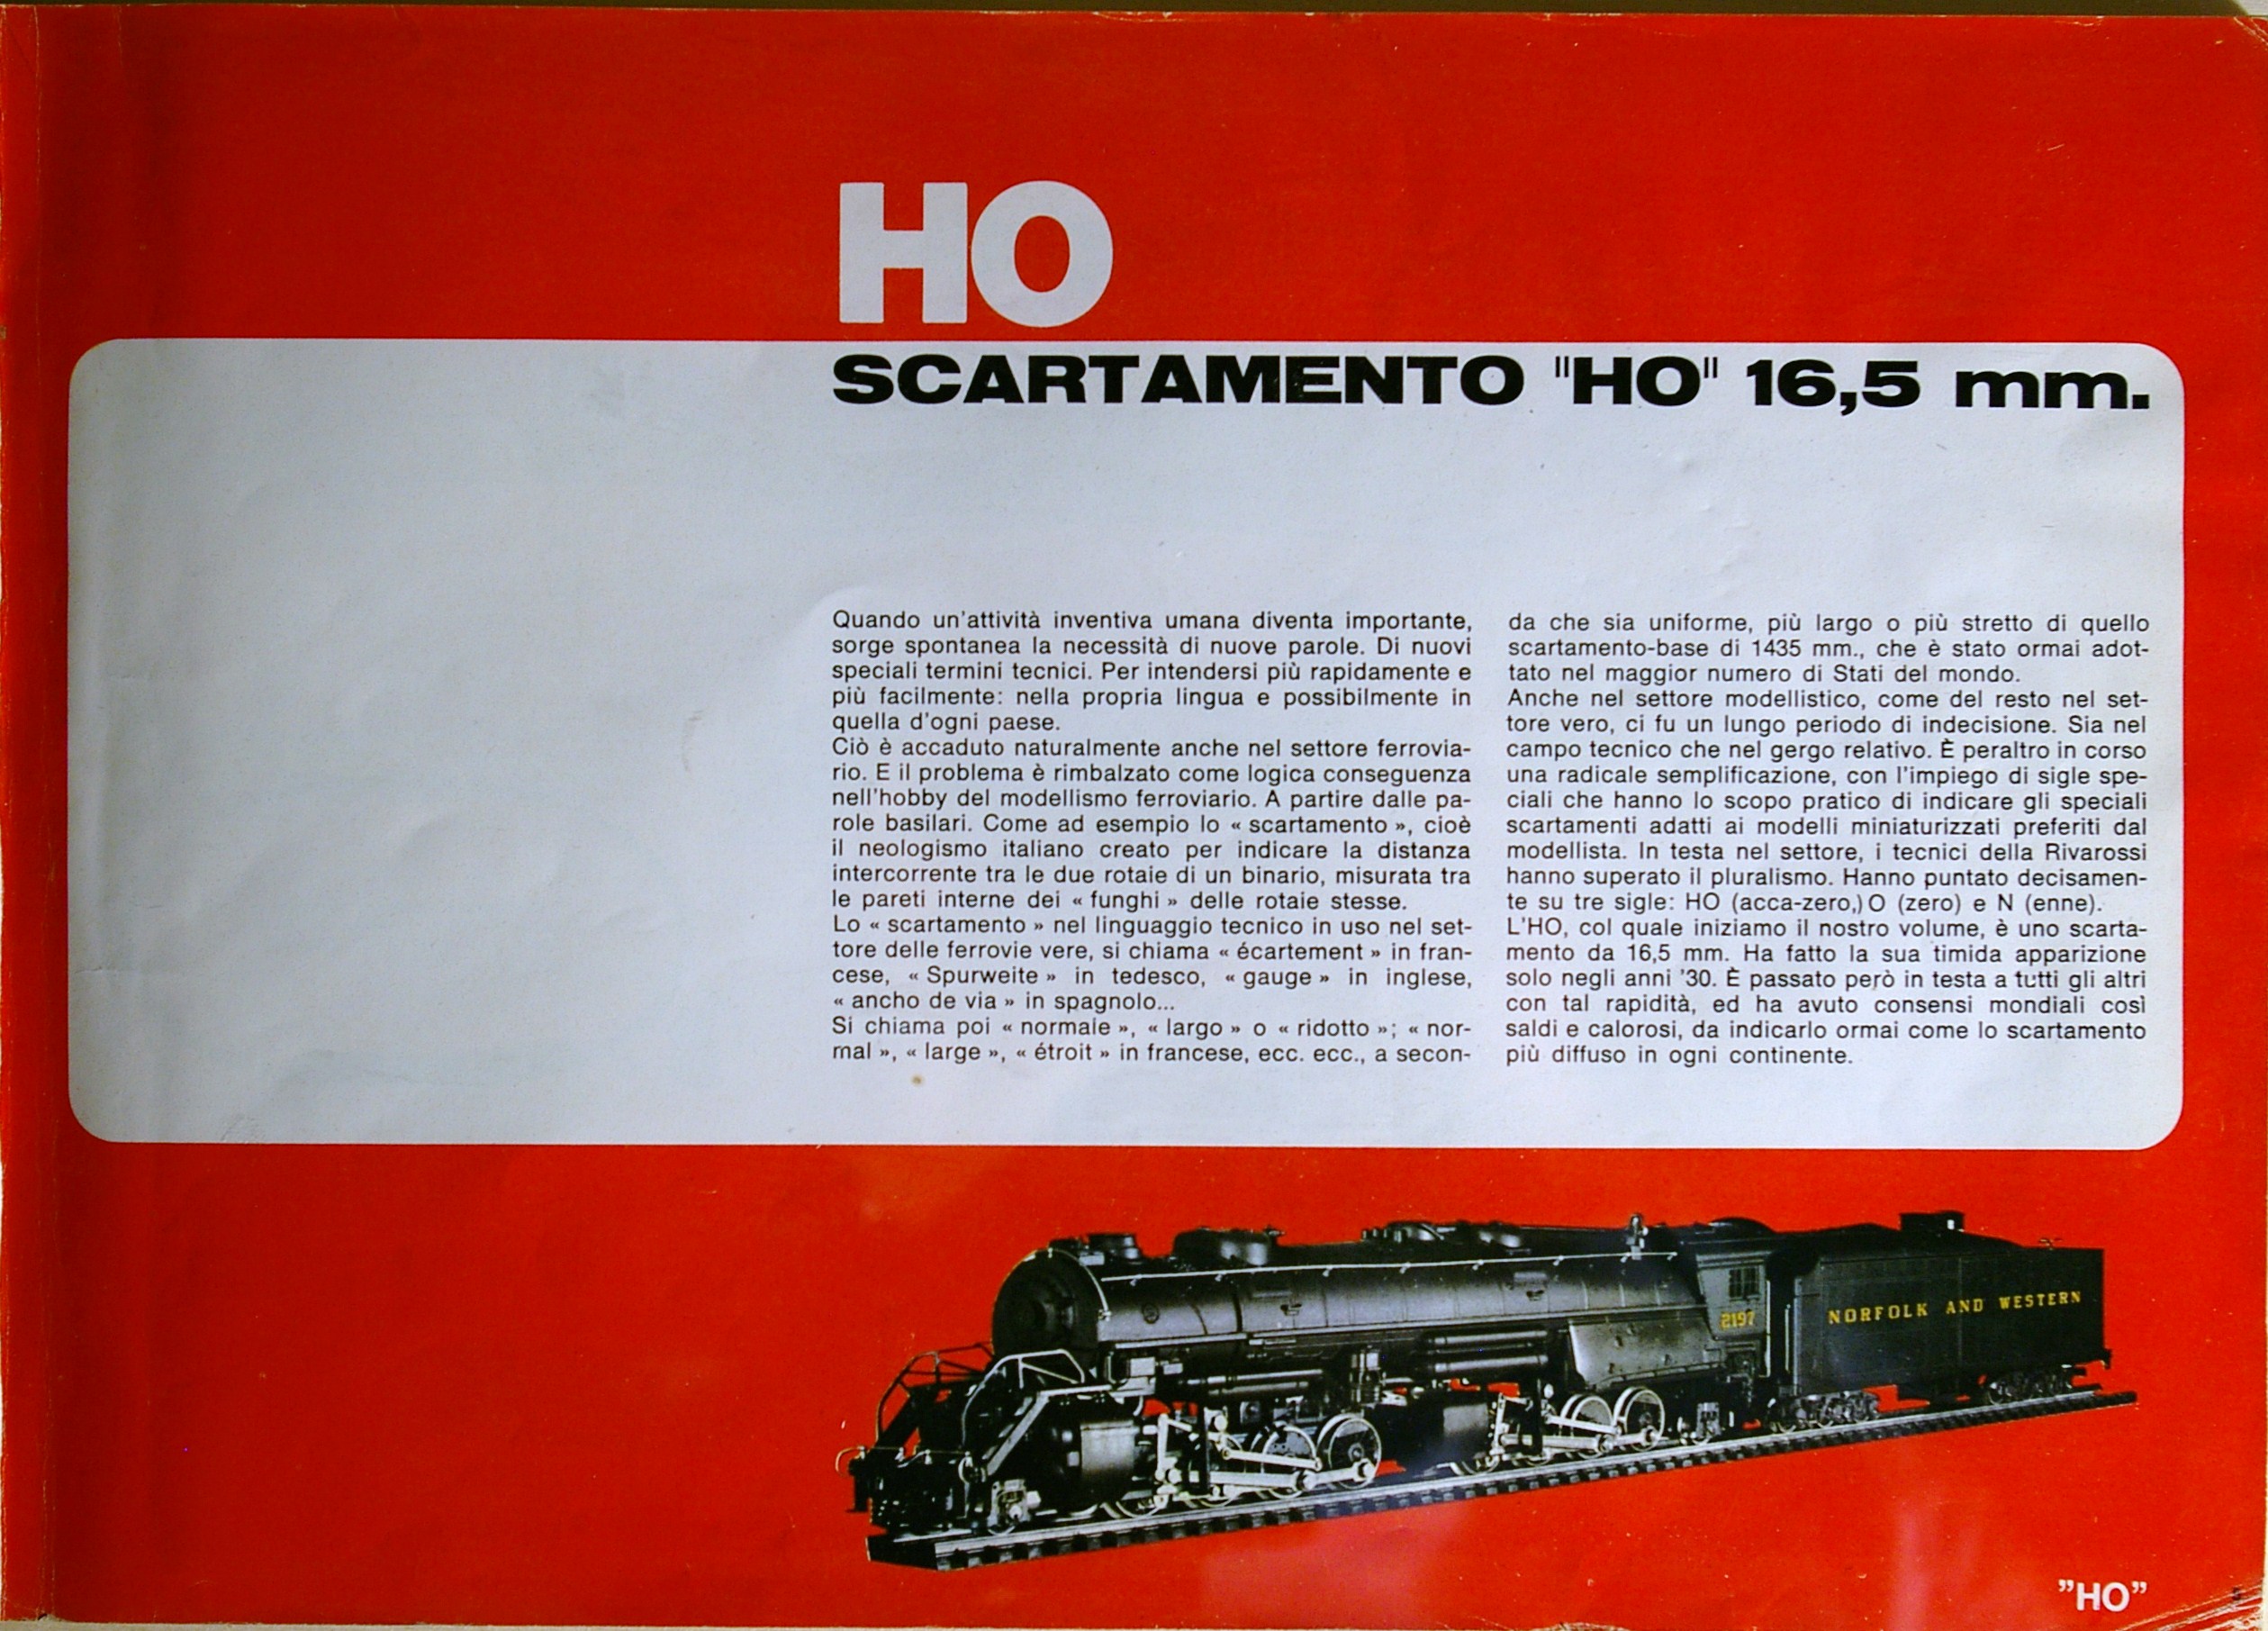 HO
SCARTAMENTO "HO" 16,5 mm.
Quando un'attività inventiva umana diventa importante,
sorge spontanea la necessità di nuove parole. Di nuovi
speciali termini tecnici. Per intendersi più rapidamente e
più facilmente: nella propria lingua e possibilmente in
quella d'ogni paese.
Ciò è accaduto naturalmente anche nel settore ferrovia-
rio. E il problema è rimbalzato come logica conseguenza
nell'hobby del modellismo ferroviario. A partire dalle pa-
role basilari. Come ad esempio lo « scartamento », cioè
il neologismo italiano creato per indicare la distanza
intercorrente tra le due rotaie di un binario, misurata tra
le pareti interne dei « funghi » delle rotaie stesse.
Lo « scartamento » nel linguaggio tecnico in uso nel set-
tore delle ferrovie vere, si chiama « écartement » in fran-
cese, « Spurweite » in tedesco, « gauge » in inglese,
« ancho de via » in spagnolo...
Si chiama poi « normale », « largo » o « ridotto »; « nor-
mal », « large », « étroit » in francese, ecc. ecc., a secon-
da che sia uniforme, più largo o più stretto di quello
scartamento-base di 1435 mm., che è stato ormai adot-
tato nel maggior numero di Stati del mondo.
Anche nel settore modellistico, come del resto nel set-
tore vero, ci fu un lungo periodo di indecisione. Sia nel
campo tecnico che nel gergo relativo. È peraltro in corso
una radicale semplificazione, con l'impiego di sigle spe-
ciali che hanno lo scopo pratico di indicare gli speciali
scartamenti adatti ai modelli miniaturizzati preferiti dal
modellista. In testa nel settore, i tecnici della Rivarossi
hanno superato il pluralismo. Hanno puntato decisamen-
te su tre sigle: HO (acca-zero,) O (zero) e N (enne).
L'HO, col quale iniziamo il nostro volume, è uno scarta-
mento da 16,5 mm. Ha fatto la sua timida apparizione
solo negli anni '30. È passato però in testa a tutti gli altri
con tal rapidità, ed ha avuto consensi mondiali così
saldi e calorosi, da indicarlo ormai come lo scartamento
più diffuso in ogni continente.
2197
NORFOLK AND WESTERN
"HO"